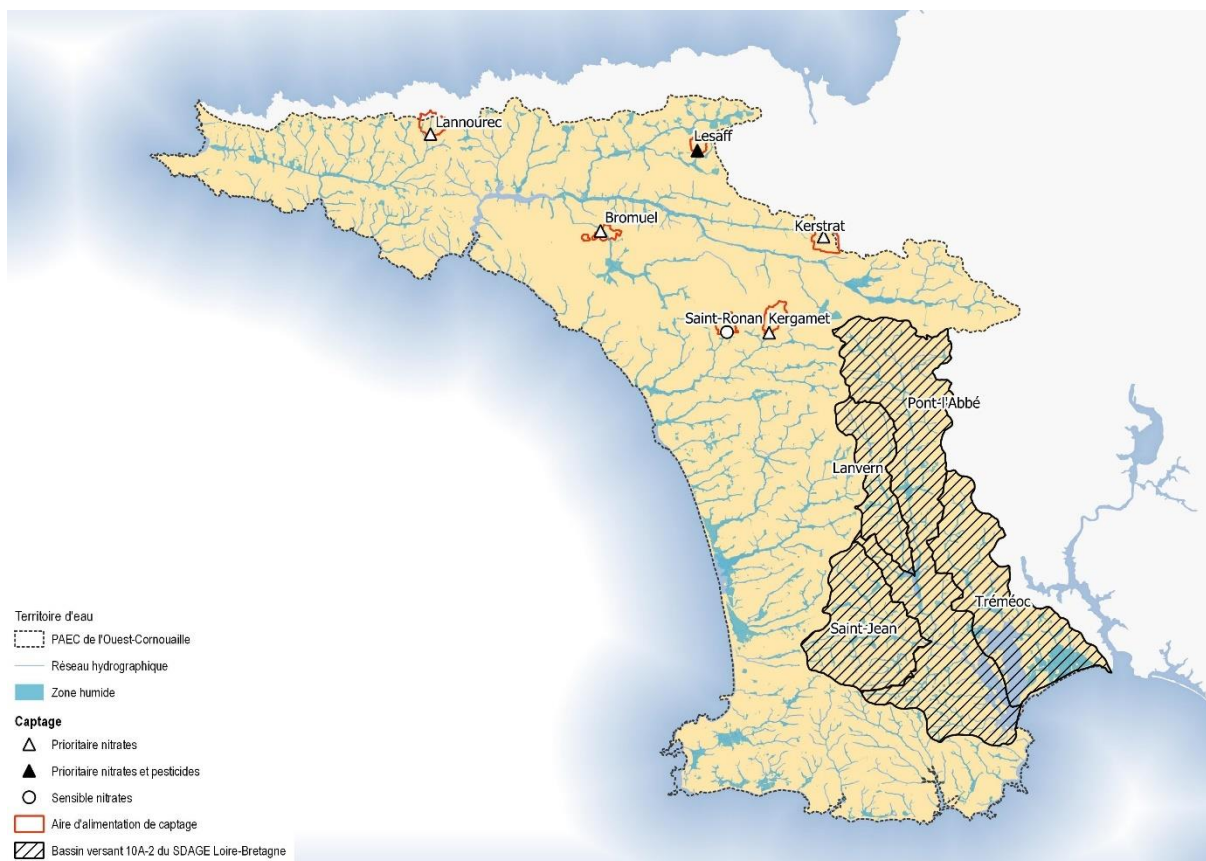 Lannourec
Lesaff
Bromuel
Kerstrat
Saint-Ronan
Kergamet
Pont-l'Abbé
Lanvern
Tréméoc
Saint-Jean
Territoire d'eau
PAEC de l'Ouest-Cornouaille
Réseau hydrographique
Zone humide
Captage
Prioritaire nitrates
Prioritaire nitrates et pesticides
Sensible nitrates
Aire d'alimentation de captage
Bassin versant 10A-2 du SDAGE Loire-Bretagne